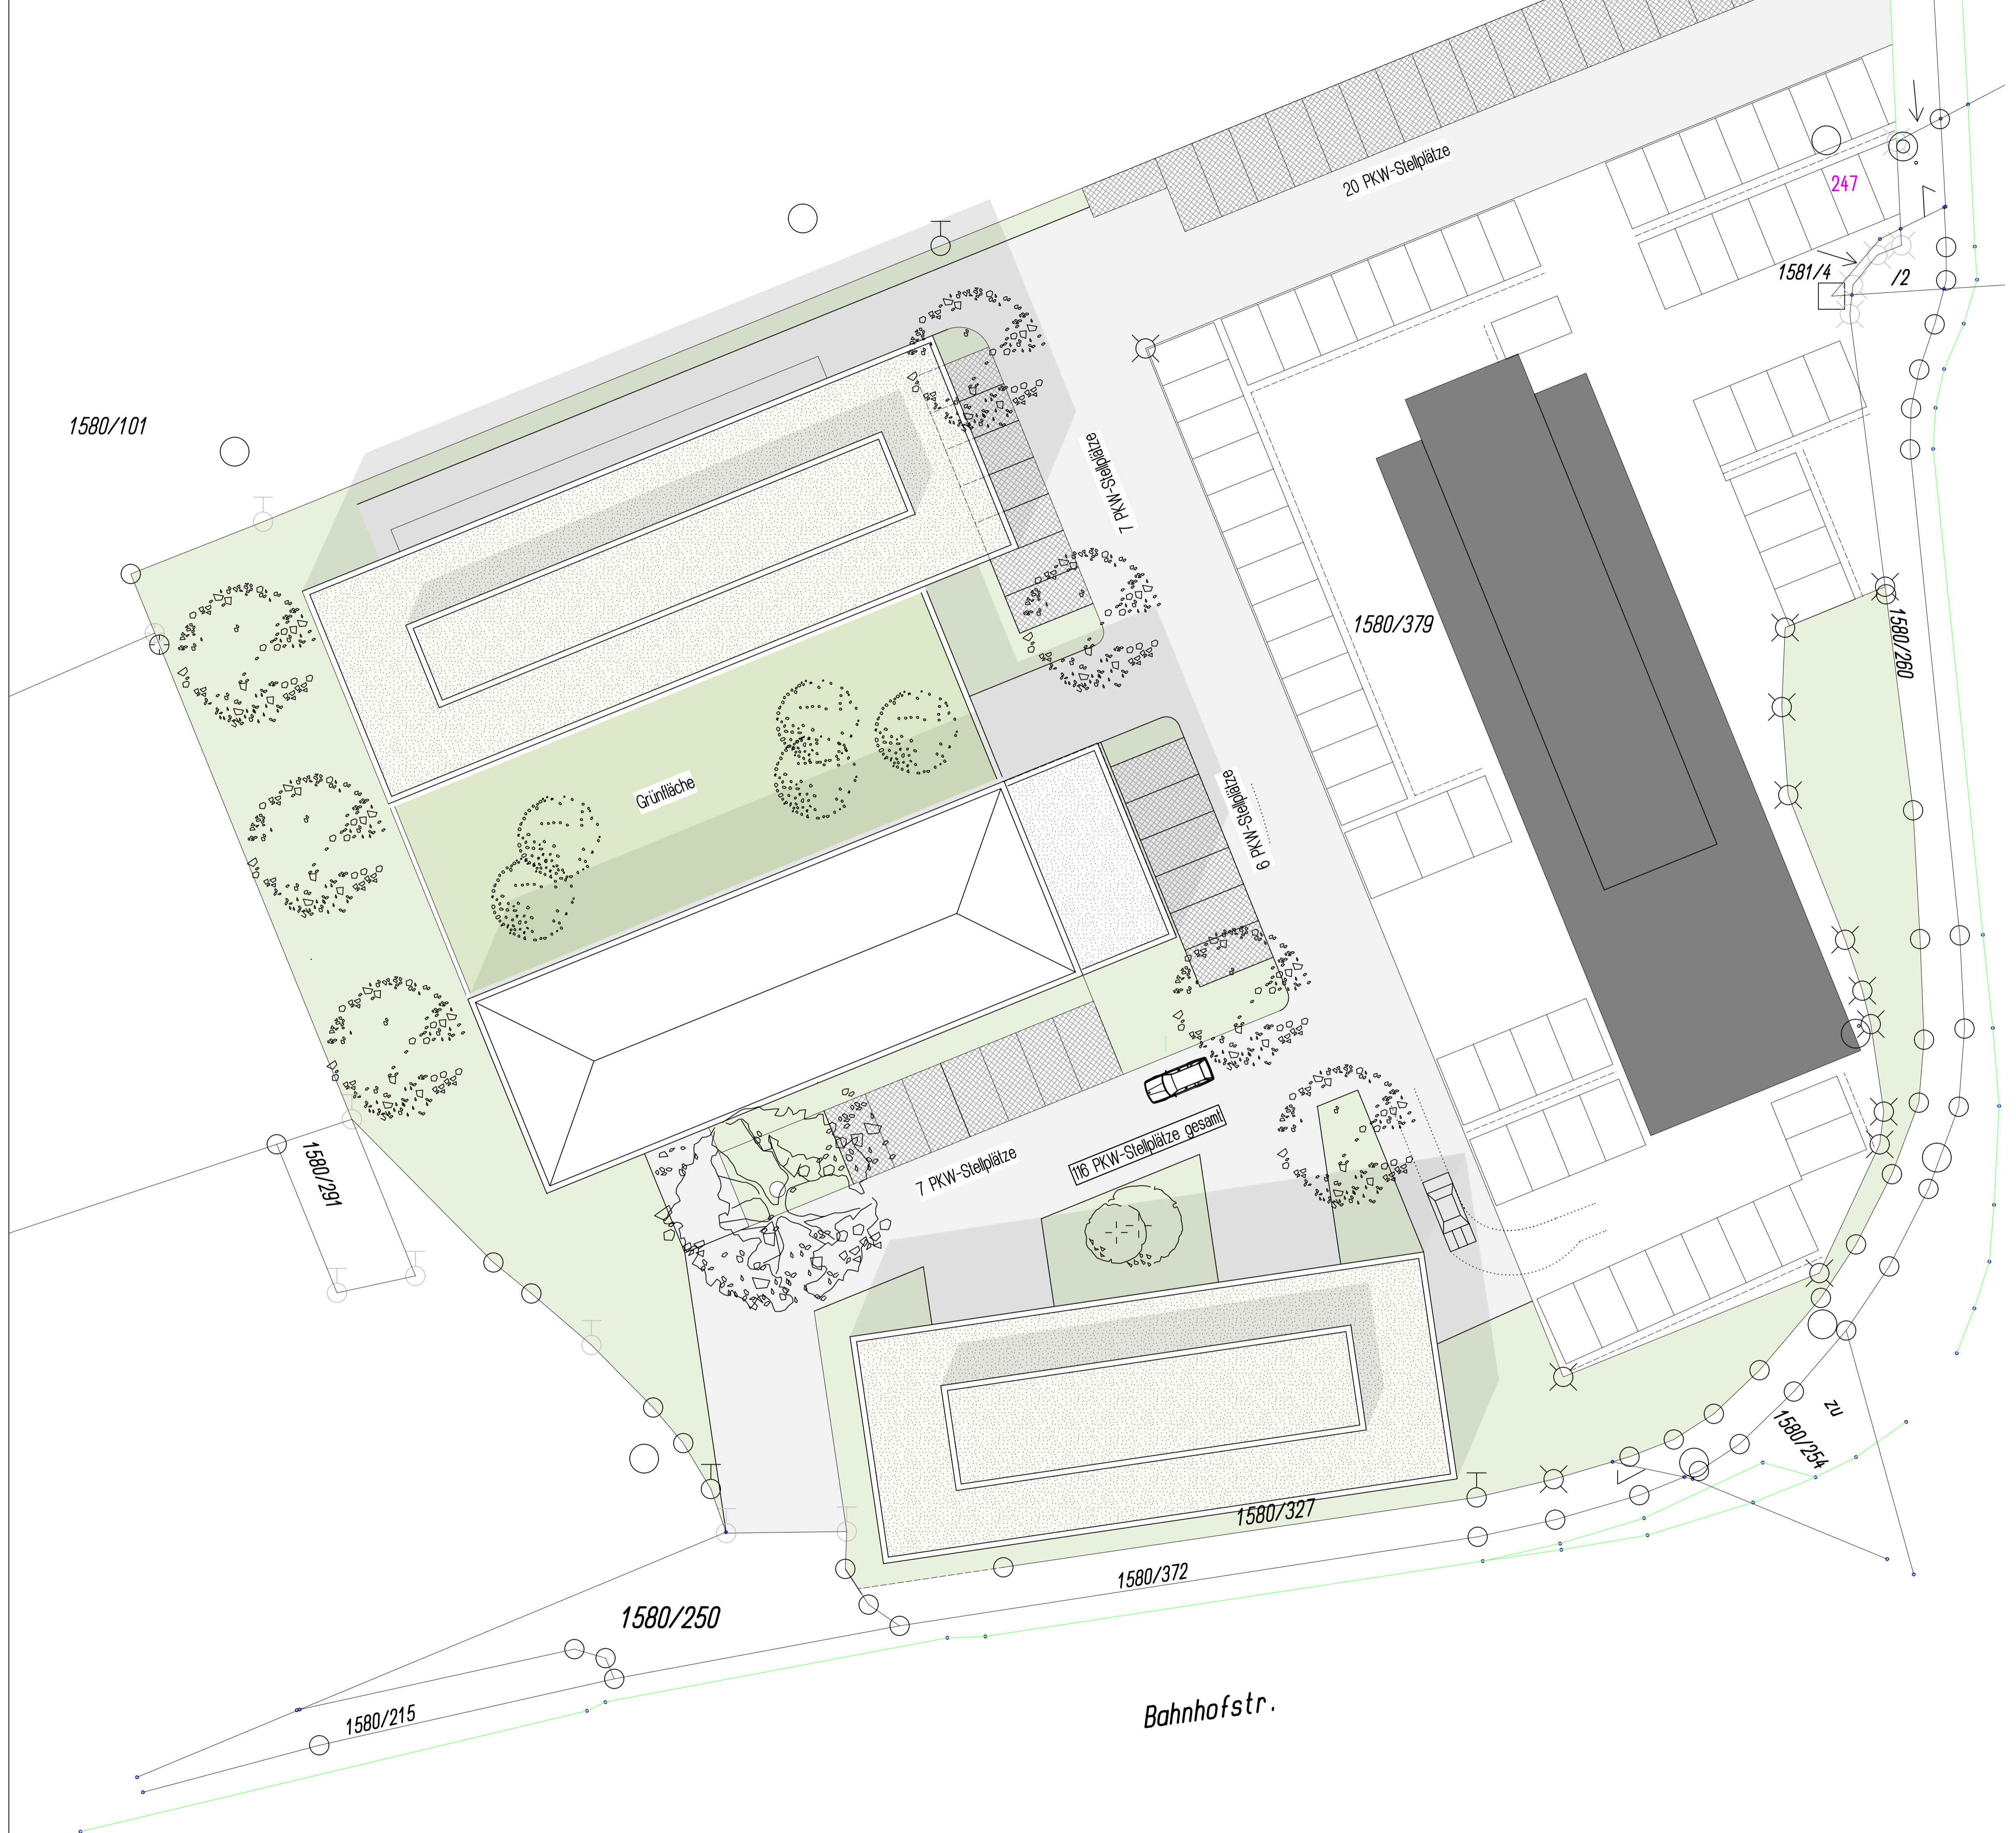 20 PKW-Stellplätze
247
1581/4
/2
1580/101
7 PKW-Stellplätze
1580/379
1580/260
Grünfläche
6 PKW-Stellplätze
116 PKW-Stellplätze gesamt
7 PKW-Stellplätze
1580/291
zu
1580/254
1580/327
1580/372
1580/250
1580/215
Bahnhofstr.